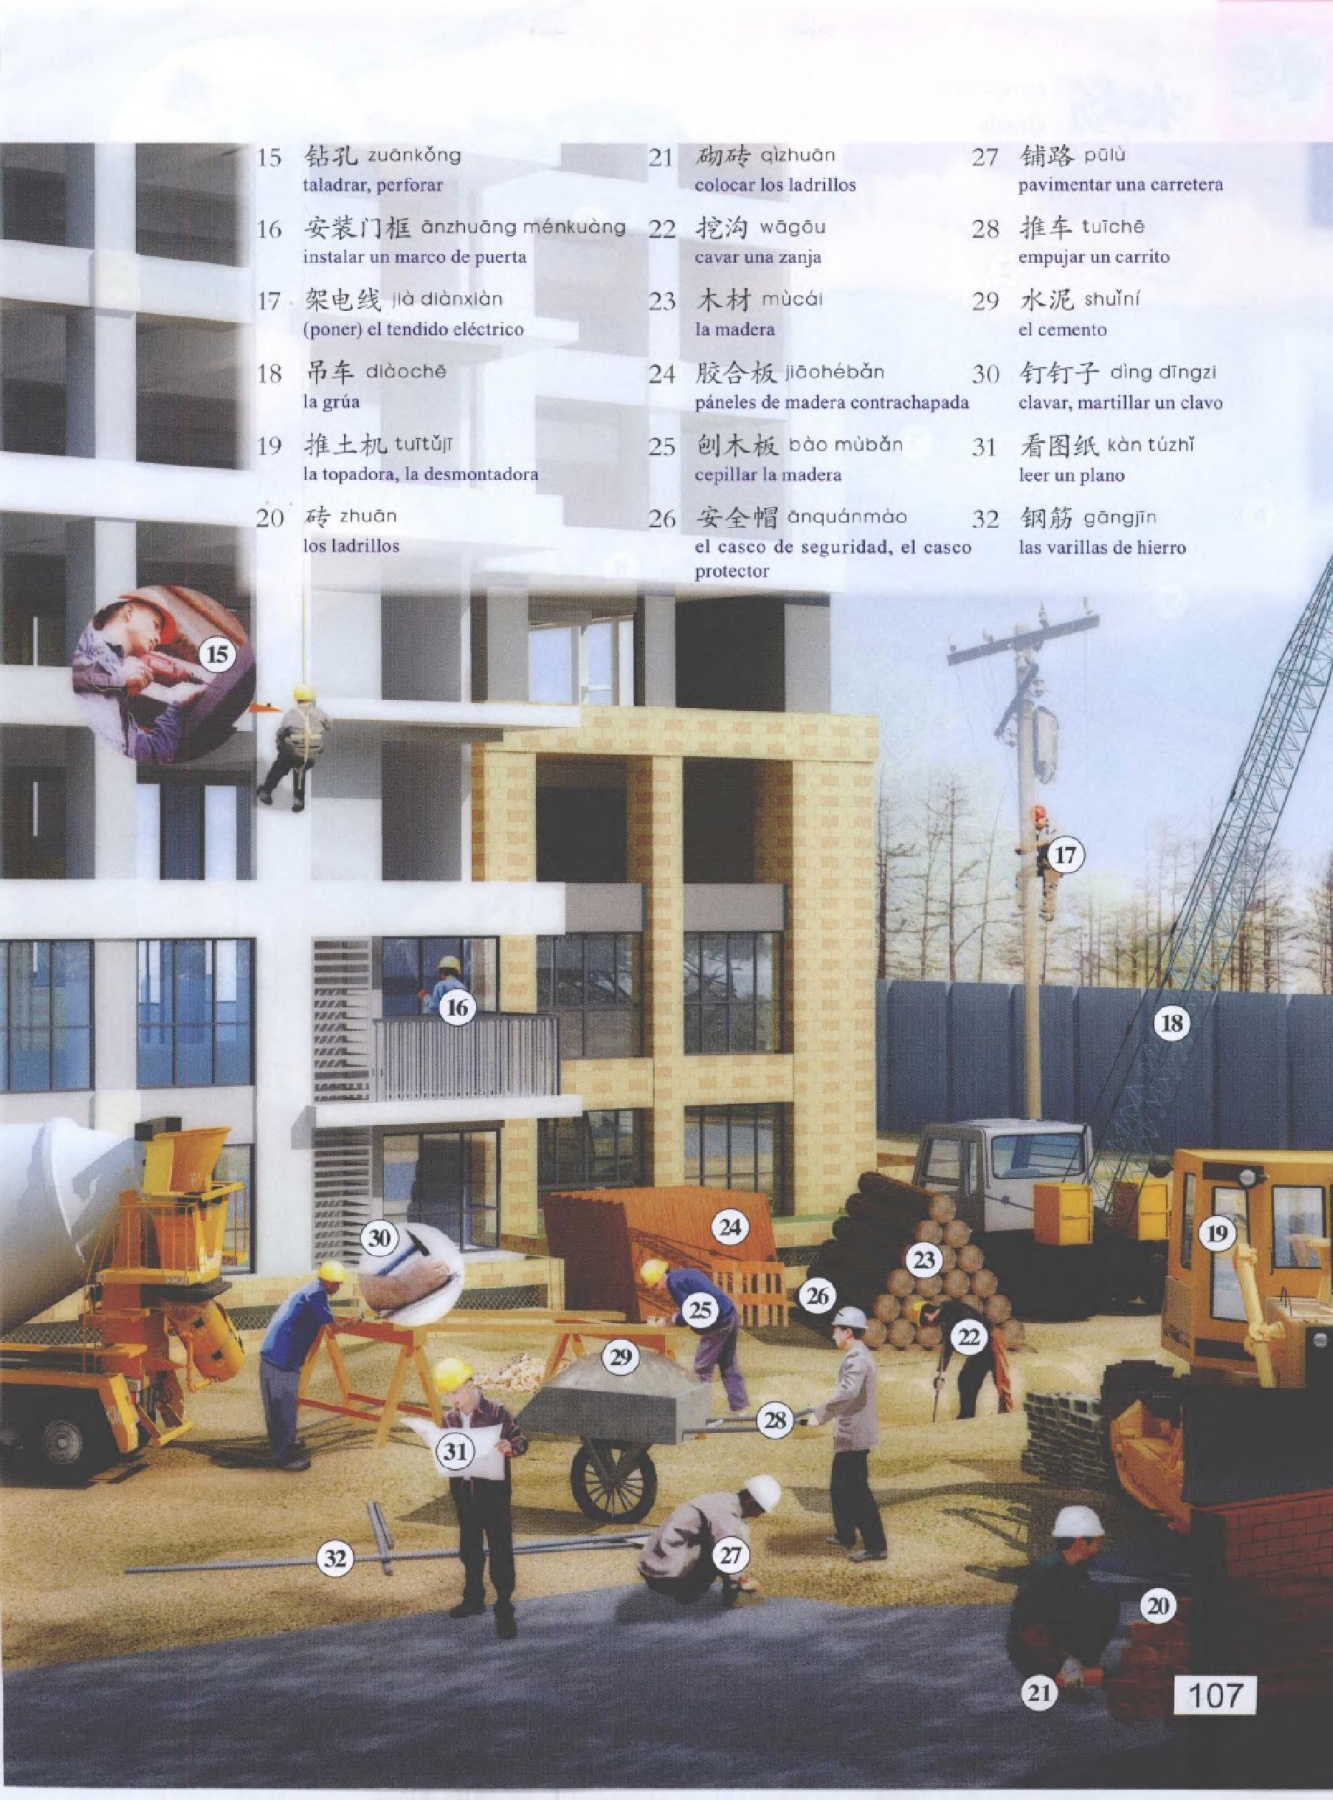 15 钻孔 zuānkǒng
taladrar, perforar
16 安装门框 ānzhuāng ménkuàng
instalar un marco de puerta
17 架电线 jià diànxiàn
(poner) el tendido eléctrico
18 吊车 diàochē
la grúa
19 推土机 tuītǔjī
la topadora, la desmontadora
20 砖 zhuān
los ladrillos
21 砌砖 qìzhuān
colocar los ladrillos
22 挖沟 wāgōu
cavar una zanja
23 木材 mùcái
la madera
24 胶合板 jiāohébǎn
páneles de madera contrachapada
25 刨木板 bào mùbǎn
cepillar la madera
26 安全帽 ānquánmào
el casco de seguridad, el casco
protector
27 铺路 pūlù
pavimentar una carretera
28 推车 tuīchē
empujar un carrito
29 水泥 shuǐní
el cemento
30 钉钉子 dìng dīngzi
clavar, martillar un clavo
31 看图纸 kàn túzhǐ
leer un plano
32 钢筋 gāngjīn
las varillas de hierro
15
17
16
18
24
19
30
23
26
25
22
29
28
31
27
32
20
21
107